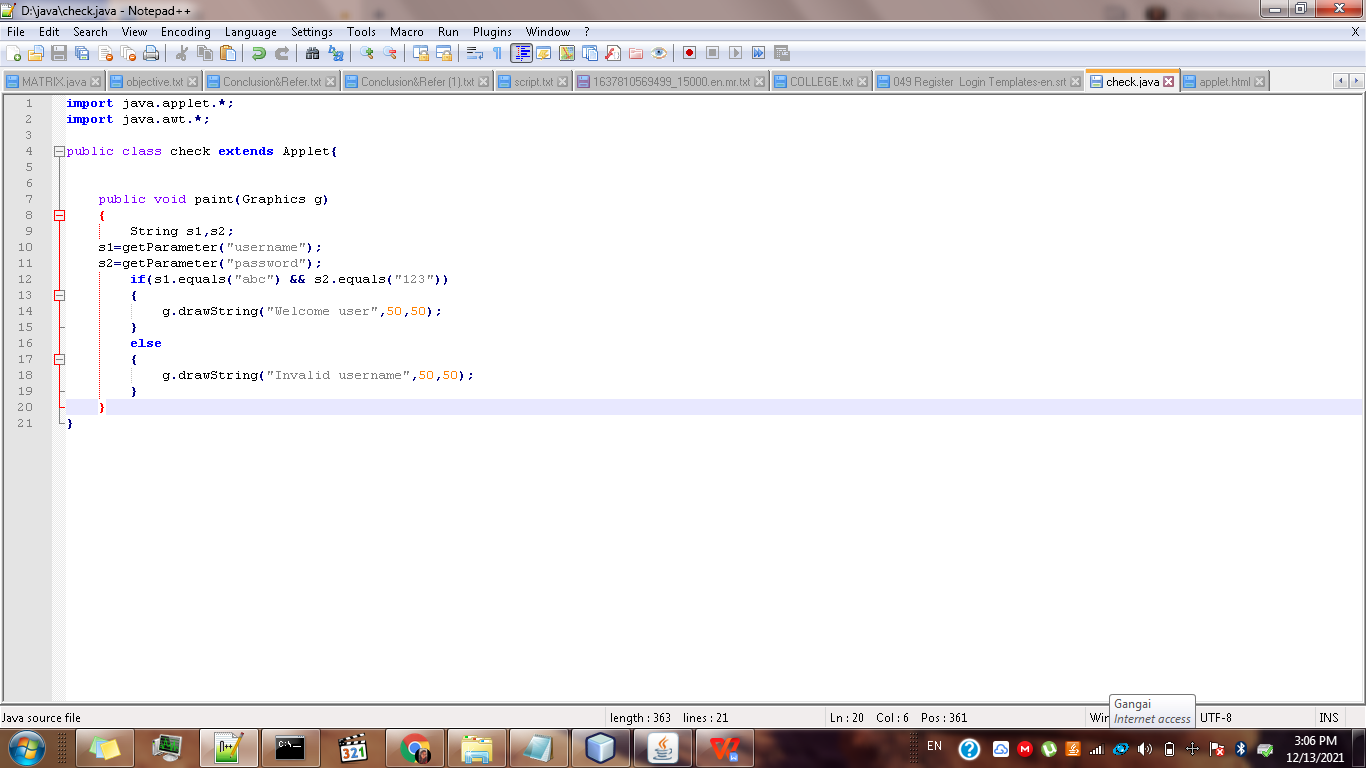 D:\java\check.java - Notepad++
File Edit Search View Encoding Language Settings Tools Macro Run Plugins Window ? X
MATRIX.java objective.txt Conclusion&Refer.txt Conclusion&Refer (1).txt script.txt 1637810569499_15000.en.mr.txt COLLEGE.txt 049 Register Login Templates-en.srt check.java applet.html
1 import java.applet.*;
2 import java.awt.*;
3
4 public class check extends Applet{
5
6
7 public void paint(Graphics g)
8 {
9 String s1,s2;
10 s1=getParameter("username");
11 s2=getParameter("password");
12 if(s1.equals("abc") && s2.equals("123"))
13 {
14 g.drawString("Welcome user",50,50);
15 }
16 else
17 {
18 g.drawString("Invalid username",50,50);
19 }
20 }
21 }
Gangai
Internet access
Java source file length : 363 lines : 21 Ln : 20 Col : 6 Pos : 361 UTF-8 INS
EN
3:06 PM
12/13/2021